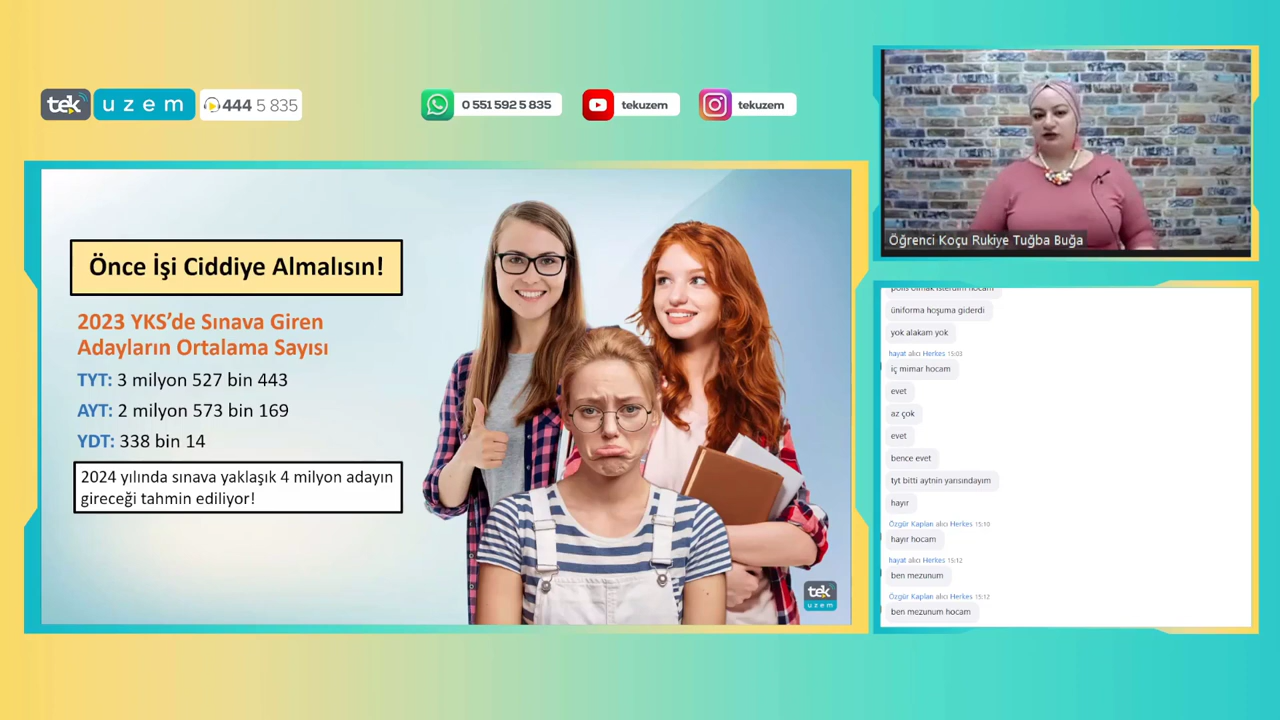 tek uzem 444 5 835
0 551 592 5 835
tekuzem
tekuzem
Önce İşi Ciddiye Almalısın!
2023 YKS’de Sınava Giren
Adayların Ortalama Sayısı
TYT: 3 milyon 527 bin 443
AYT: 2 milyon 573 bin 169
YDT: 338 bin 14
2024 yılında sınava yaklaşık 4 milyon adayın
gireceği tahmin ediliyor!
tek
uzem
Öğrenci Koçu Rukiye Tuğba Buğa
polis olmak isterdim hocam
üniforma hoşuma giderdi
yok alakam yok
hayat alıcı Herkes 15:03
iç mimar hocam
evet
az çok
evet
bence evet
tyt bitti aytnin yarısındayım
hayır
Özgür Kaplan alıcı Herkes 15:10
hayır hocam
hayat alıcı Herkes 15:12
ben mezunum
Özgür Kaplan alıcı Herkes 15:12
ben mezunum hocam